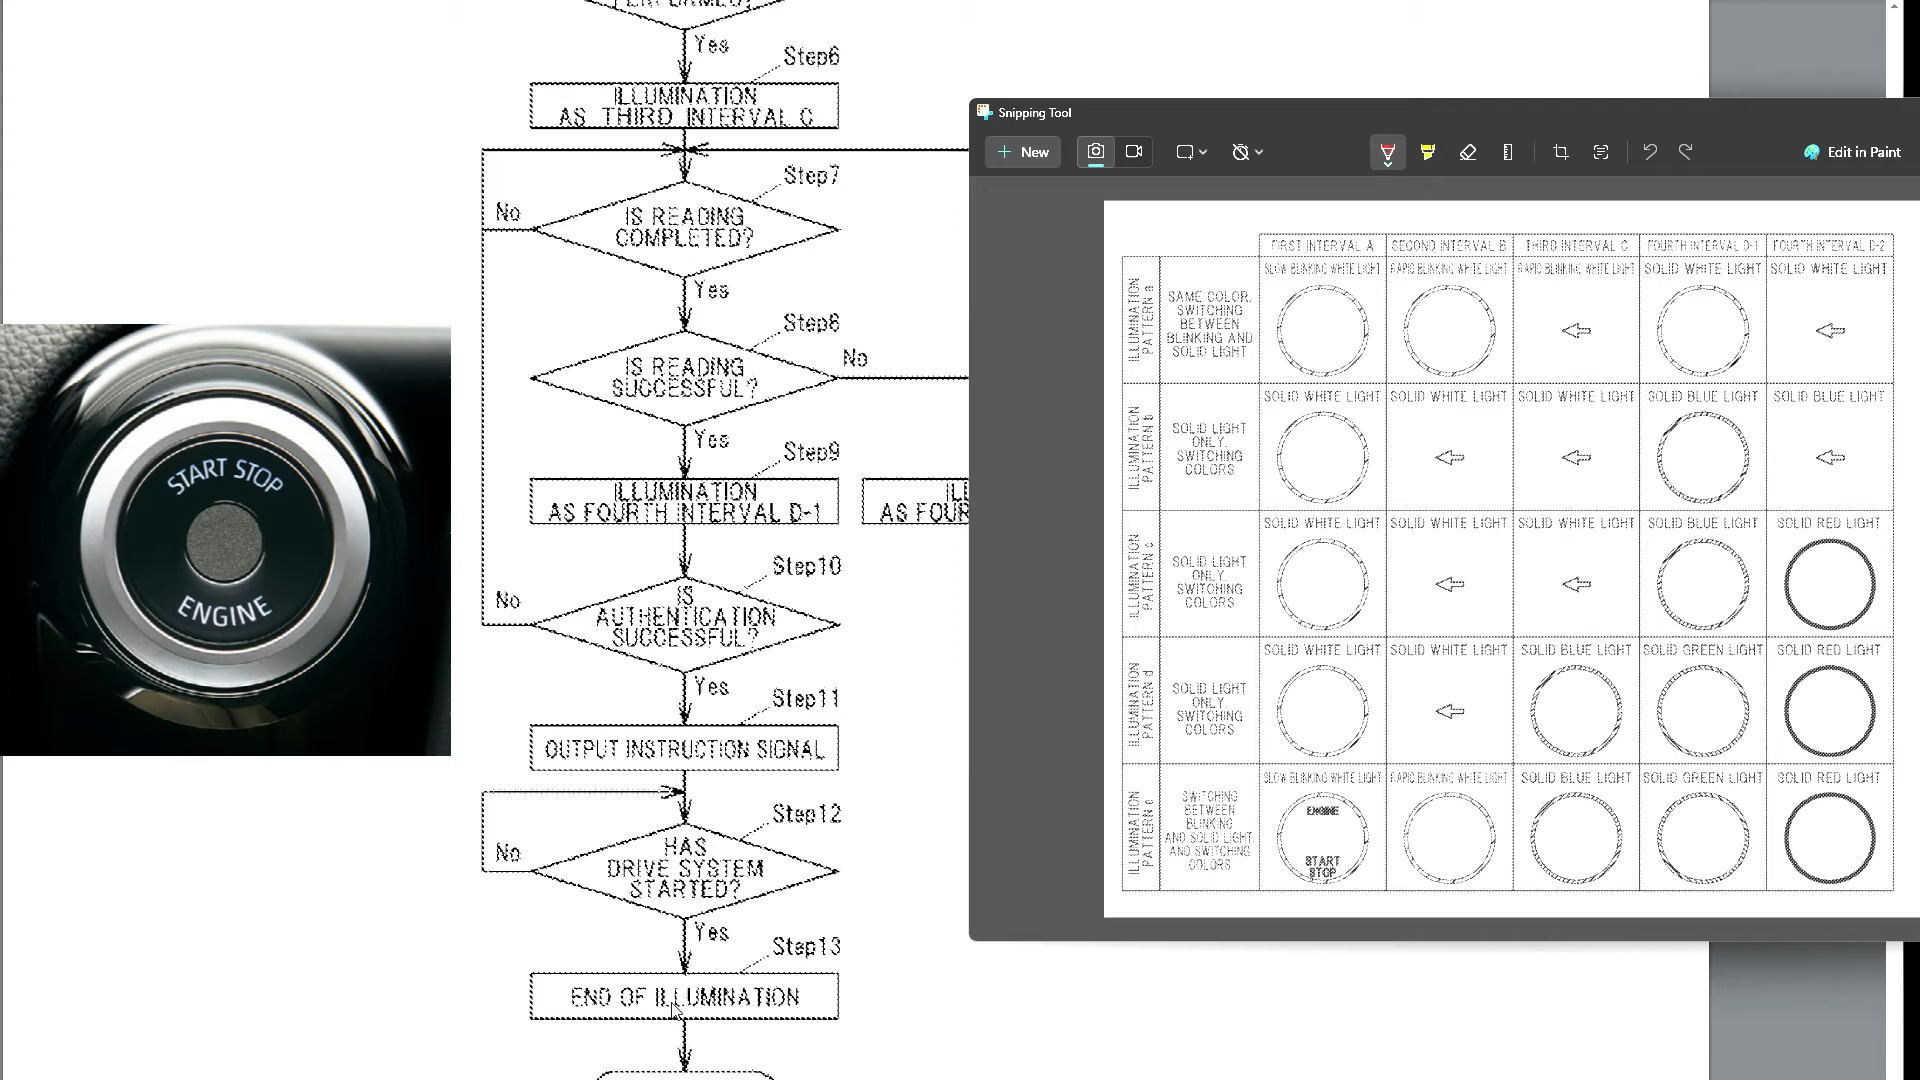 Yes
Step6
ILLUMINATION
AS THIRD INTERVAL C
Step7
No
IS READING
COMPLETED?
Yes
Step8
IS READING
SUCCESSFUL?
No
Yes
Step9
ILLUMINATION
AS FOURTH INTERVAL D-1
Step10
No
IS
AUTHENTICATION
SUCCESSFUL?
Yes
Step11
OUTPUT INSTRUCTION SIGNAL
Step12
No
HAS
DRIVE SYSTEM
STARTED?
Yes
Step13
END OF ILLUMINATION
START STOP
ENGINE
Snipping Tool
New
Edit in Paint
FIRST INTERVAL A
SECOND INTERVAL B
THIRD INTERVAL C
FOURTH INTERVAL D-1
FOURTH INTERVAL D-2
ILLUMINATION
PATTERN a
SAME COLOR,
SWITCHING
BETWEEN
BLINKING AND
SOLID LIGHT
SLOW BLINKING WHITE LIGHT
RAPID BLINKING WHITE LIGHT
RAPID BLINKING WHITE LIGHT
SOLID WHITE LIGHT
SOLID WHITE LIGHT
ILLUMINATION
PATTERN b
SOLID LIGHT
ONLY,
SWITCHING
COLORS
SOLID WHITE LIGHT
SOLID WHITE LIGHT
SOLID WHITE LIGHT
SOLID BLUE LIGHT
SOLID BLUE LIGHT
ILLUMINATION
PATTERN c
SOLID LIGHT
ONLY,
SWITCHING
COLORS
SOLID WHITE LIGHT
SOLID WHITE LIGHT
SOLID WHITE LIGHT
SOLID BLUE LIGHT
SOLID RED LIGHT
ILLUMINATION
PATTERN d
SOLID LIGHT
ONLY,
SWITCHING
COLORS
SOLID WHITE LIGHT
SOLID WHITE LIGHT
SOLID BLUE LIGHT
SOLID GREEN LIGHT
SOLID RED LIGHT
ILLUMINATION
PATTERN e
SWITCHING
BETWEEN
BLINKING
AND SOLID LIGHT,
AND SWITCHING
COLORS
SLOW BLINKING WHITE LIGHT
ENGINE
START
STOP
RAPID BLINKING WHITE LIGHT
SOLID BLUE LIGHT
SOLID GREEN LIGHT
SOLID RED LIGHT